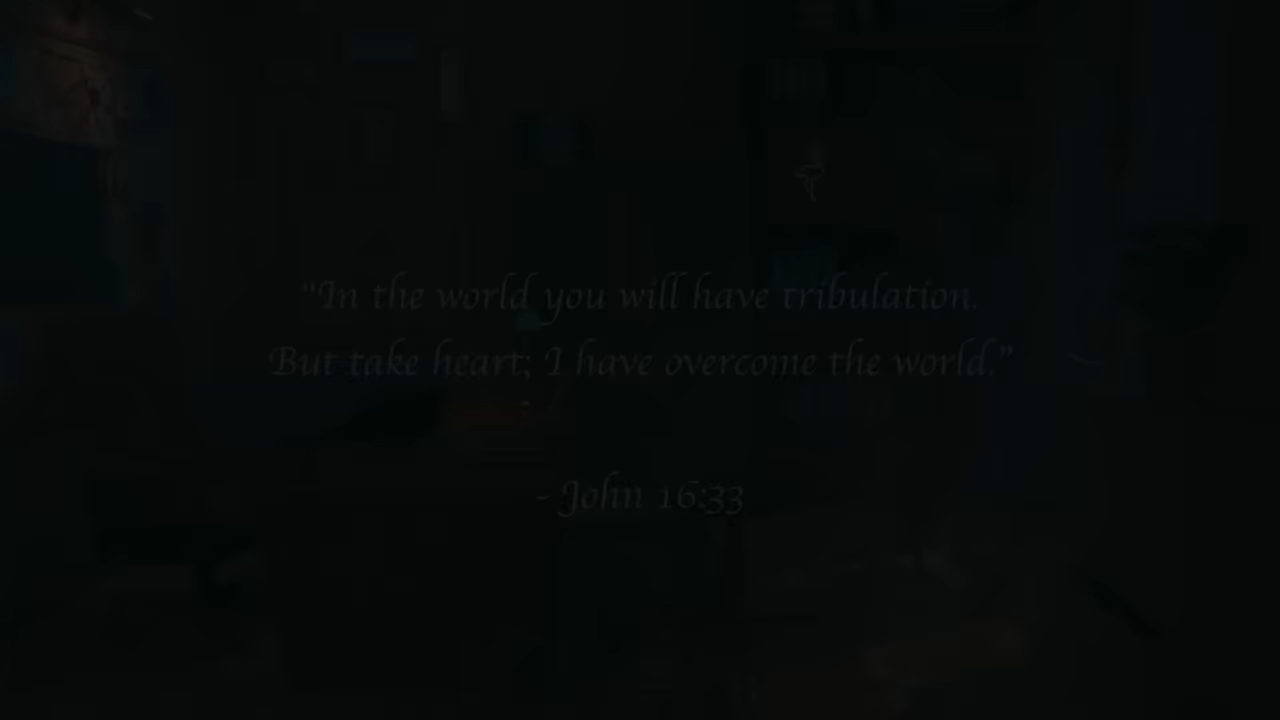 "In the world you will have tribulation.
But take heart; I have overcome the world."
- John 16:33